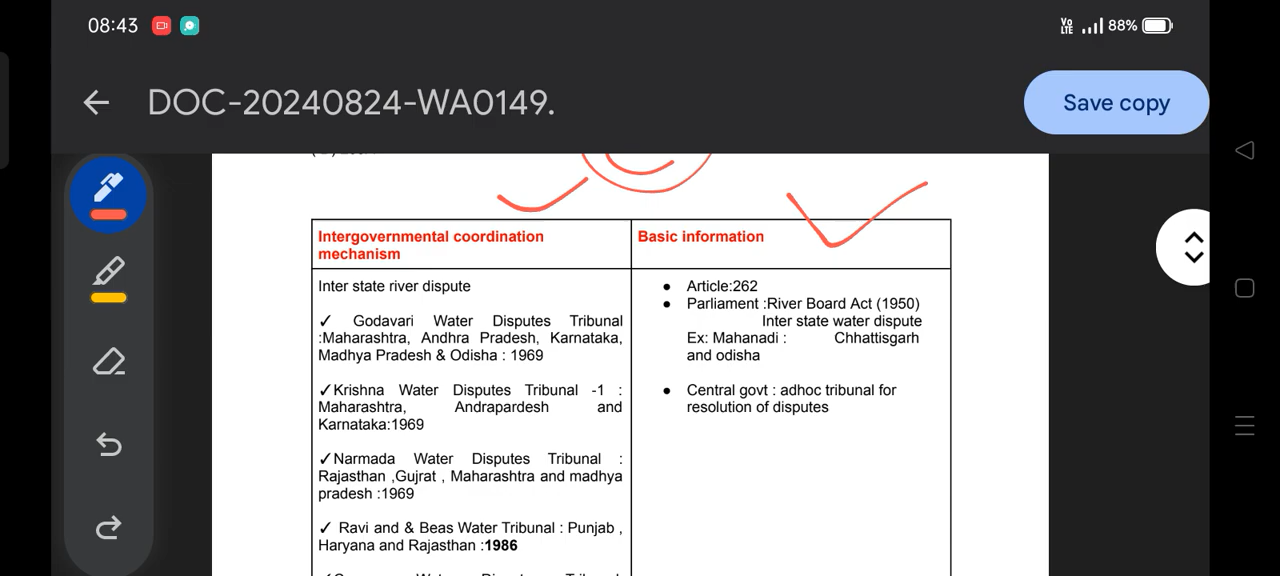 08:43
Vo LTE 88%
DOC-20240824-WA0149.
Save copy
Intergovernmental coordination
mechanism
Basic information
Inter state river dispute
✓ Godavari Water Disputes Tribunal
:Maharashtra, Andhra Pradesh, Karnataka,
Madhya Pradesh & Odisha : 1969
✓Krishna Water Disputes Tribunal -1 :
Maharashtra, Andrapardesh and
Karnataka:1969
✓Narmada Water Disputes Tribunal :
Rajasthan ,Gujrat , Maharashtra and madhya
pradesh :1969
✓ Ravi and & Beas Water Tribunal : Punjab ,
Haryana and Rajasthan :1986
● Article:262
● Parliament :River Board Act (1950)
Inter state water dispute
Ex: Mahanadi : Chhattisgarh
and odisha
● Central govt : adhoc tribunal for
resolution of disputes